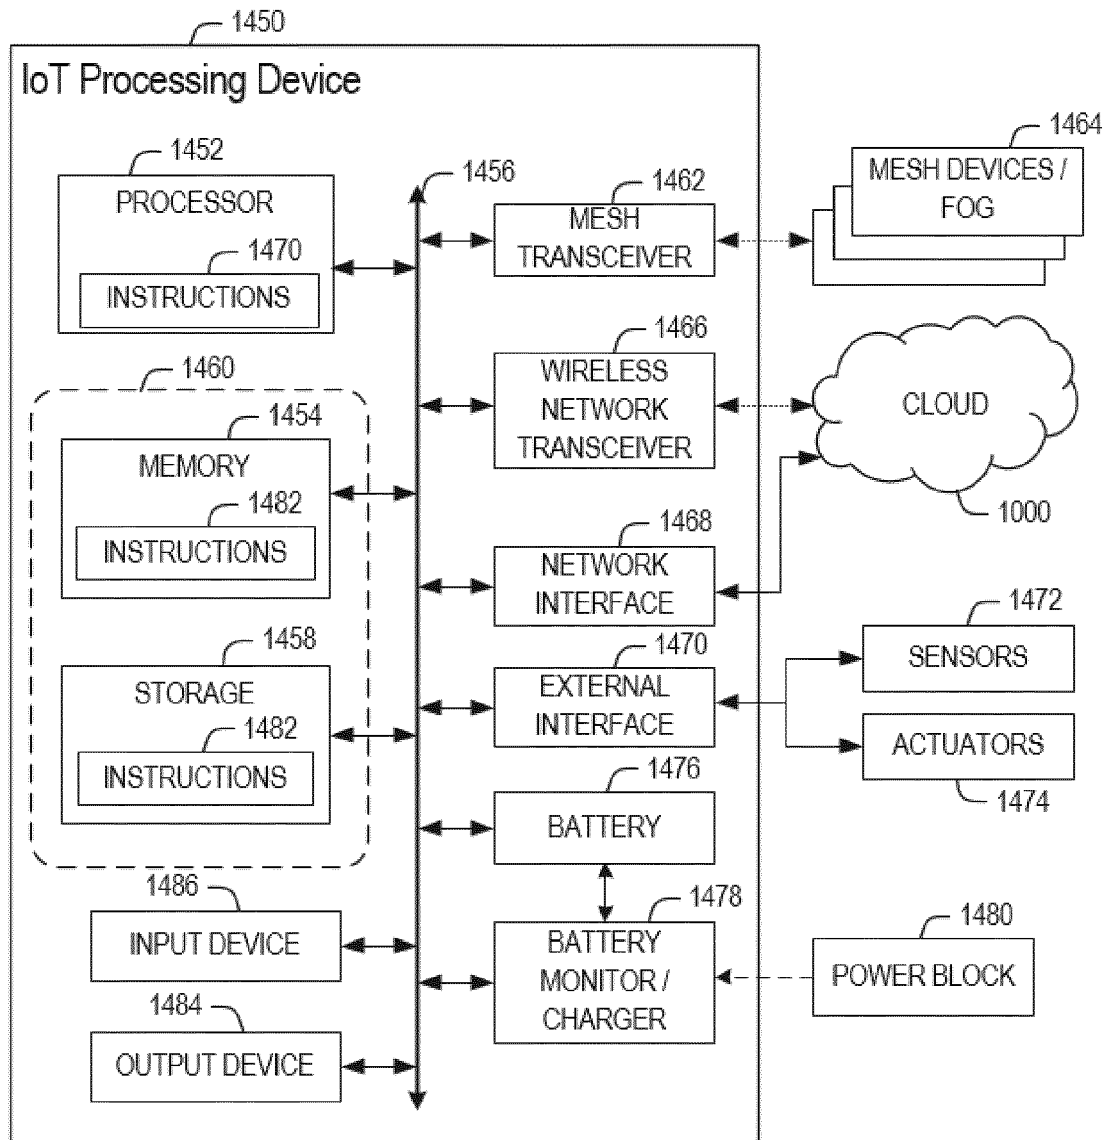 1450
IoT Processing Device
1452
PROCESSOR
1470
INSTRUCTIONS
1460
1454
MEMORY
1482
INSTRUCTIONS
1458
STORAGE
1482
INSTRUCTIONS
1486
INPUT DEVICE
1484
OUTPUT DEVICE
1456
1462
MESH
TRANSCEIVER
1466
WIRELESS
NETWORK
TRANSCEIVER
1468
NETWORK
INTERFACE
1470
EXTERNAL
INTERFACE
1476
BATTERY
1478
BATTERY
MONITOR /
CHARGER
1464
MESH DEVICES /
FOG
CLOUD
1000
1472
SENSORS
ACTUATORS
1474
1480
POWER BLOCK